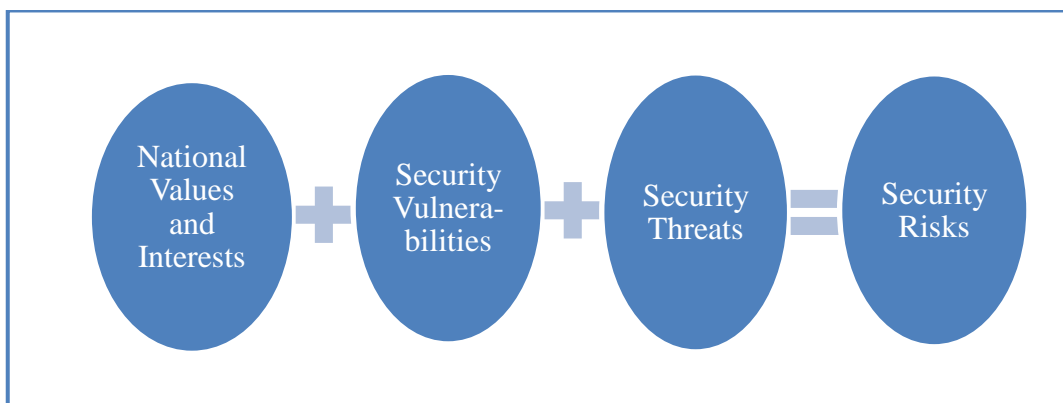 National
Values
and
Interests
Security
Vulnera-
bilities
Security
Threats
Security
Risks